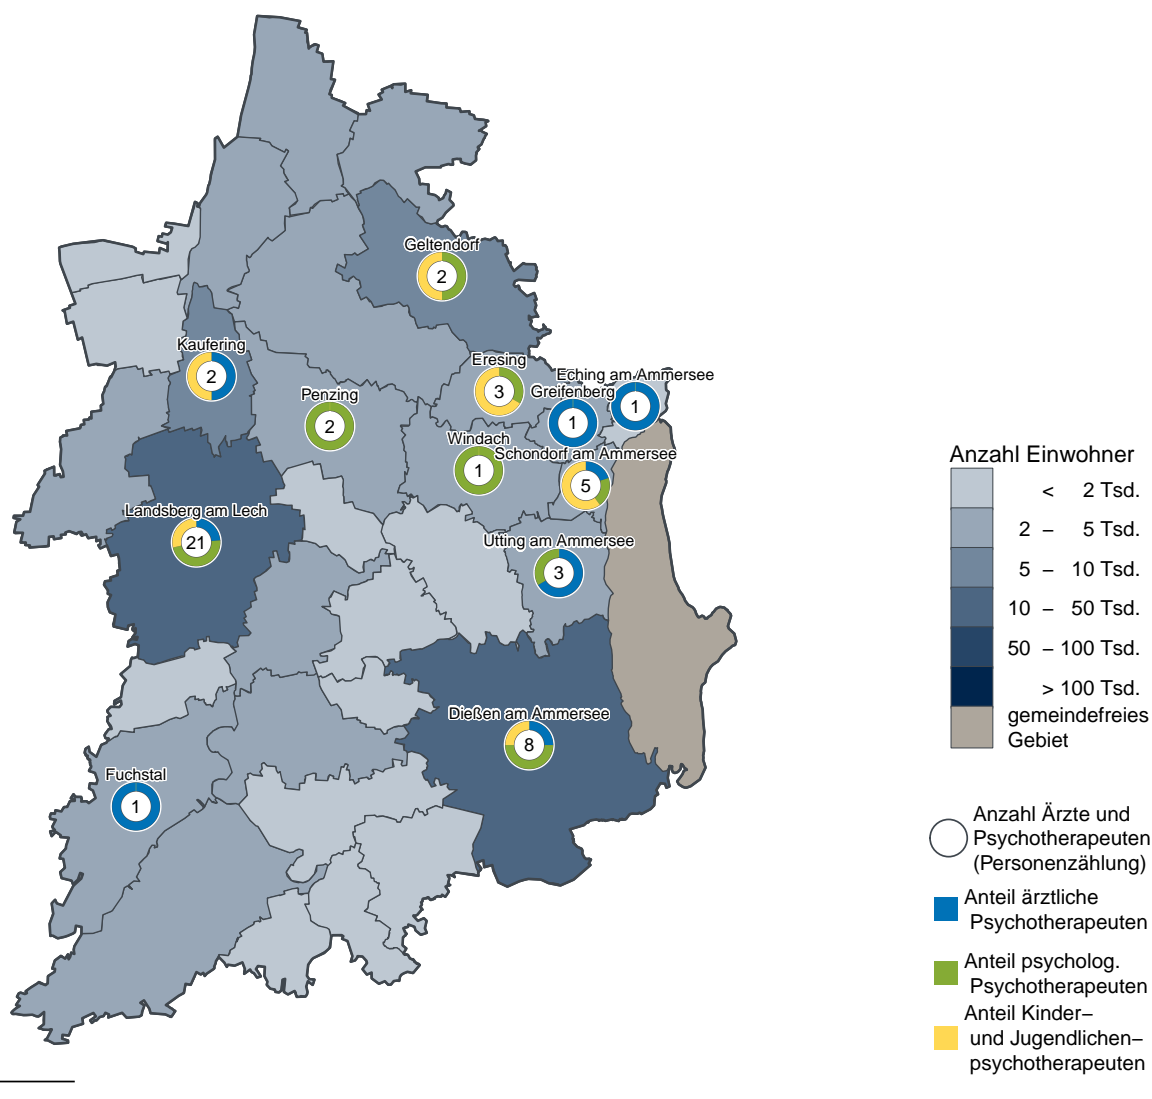 Geltendorf
2
Kaufering
2
Eresing
3
Eching am Ammersee
1
Greifenberg
1
Penzing
2
Windach
1
Schondorf am Ammersee
5
Landsberg am Lech
21
Utting am Ammersee
3
Dießen am Ammersee
8
Fuchstal
1
Anzahl Einwohner
< 2 Tsd.
2 – 5 Tsd.
5 – 10 Tsd.
10 – 50 Tsd.
50 – 100 Tsd.
> 100 Tsd.
gemeindefreies
Gebiet
Anzahl Ärzte und
Psychotherapeuten
(Personenzählung)
Anteil ärztliche
Psychotherapeuten
Anteil psycholog.
Psychotherapeuten
Anteil Kinder–
und Jugendlichen–
psychotherapeuten